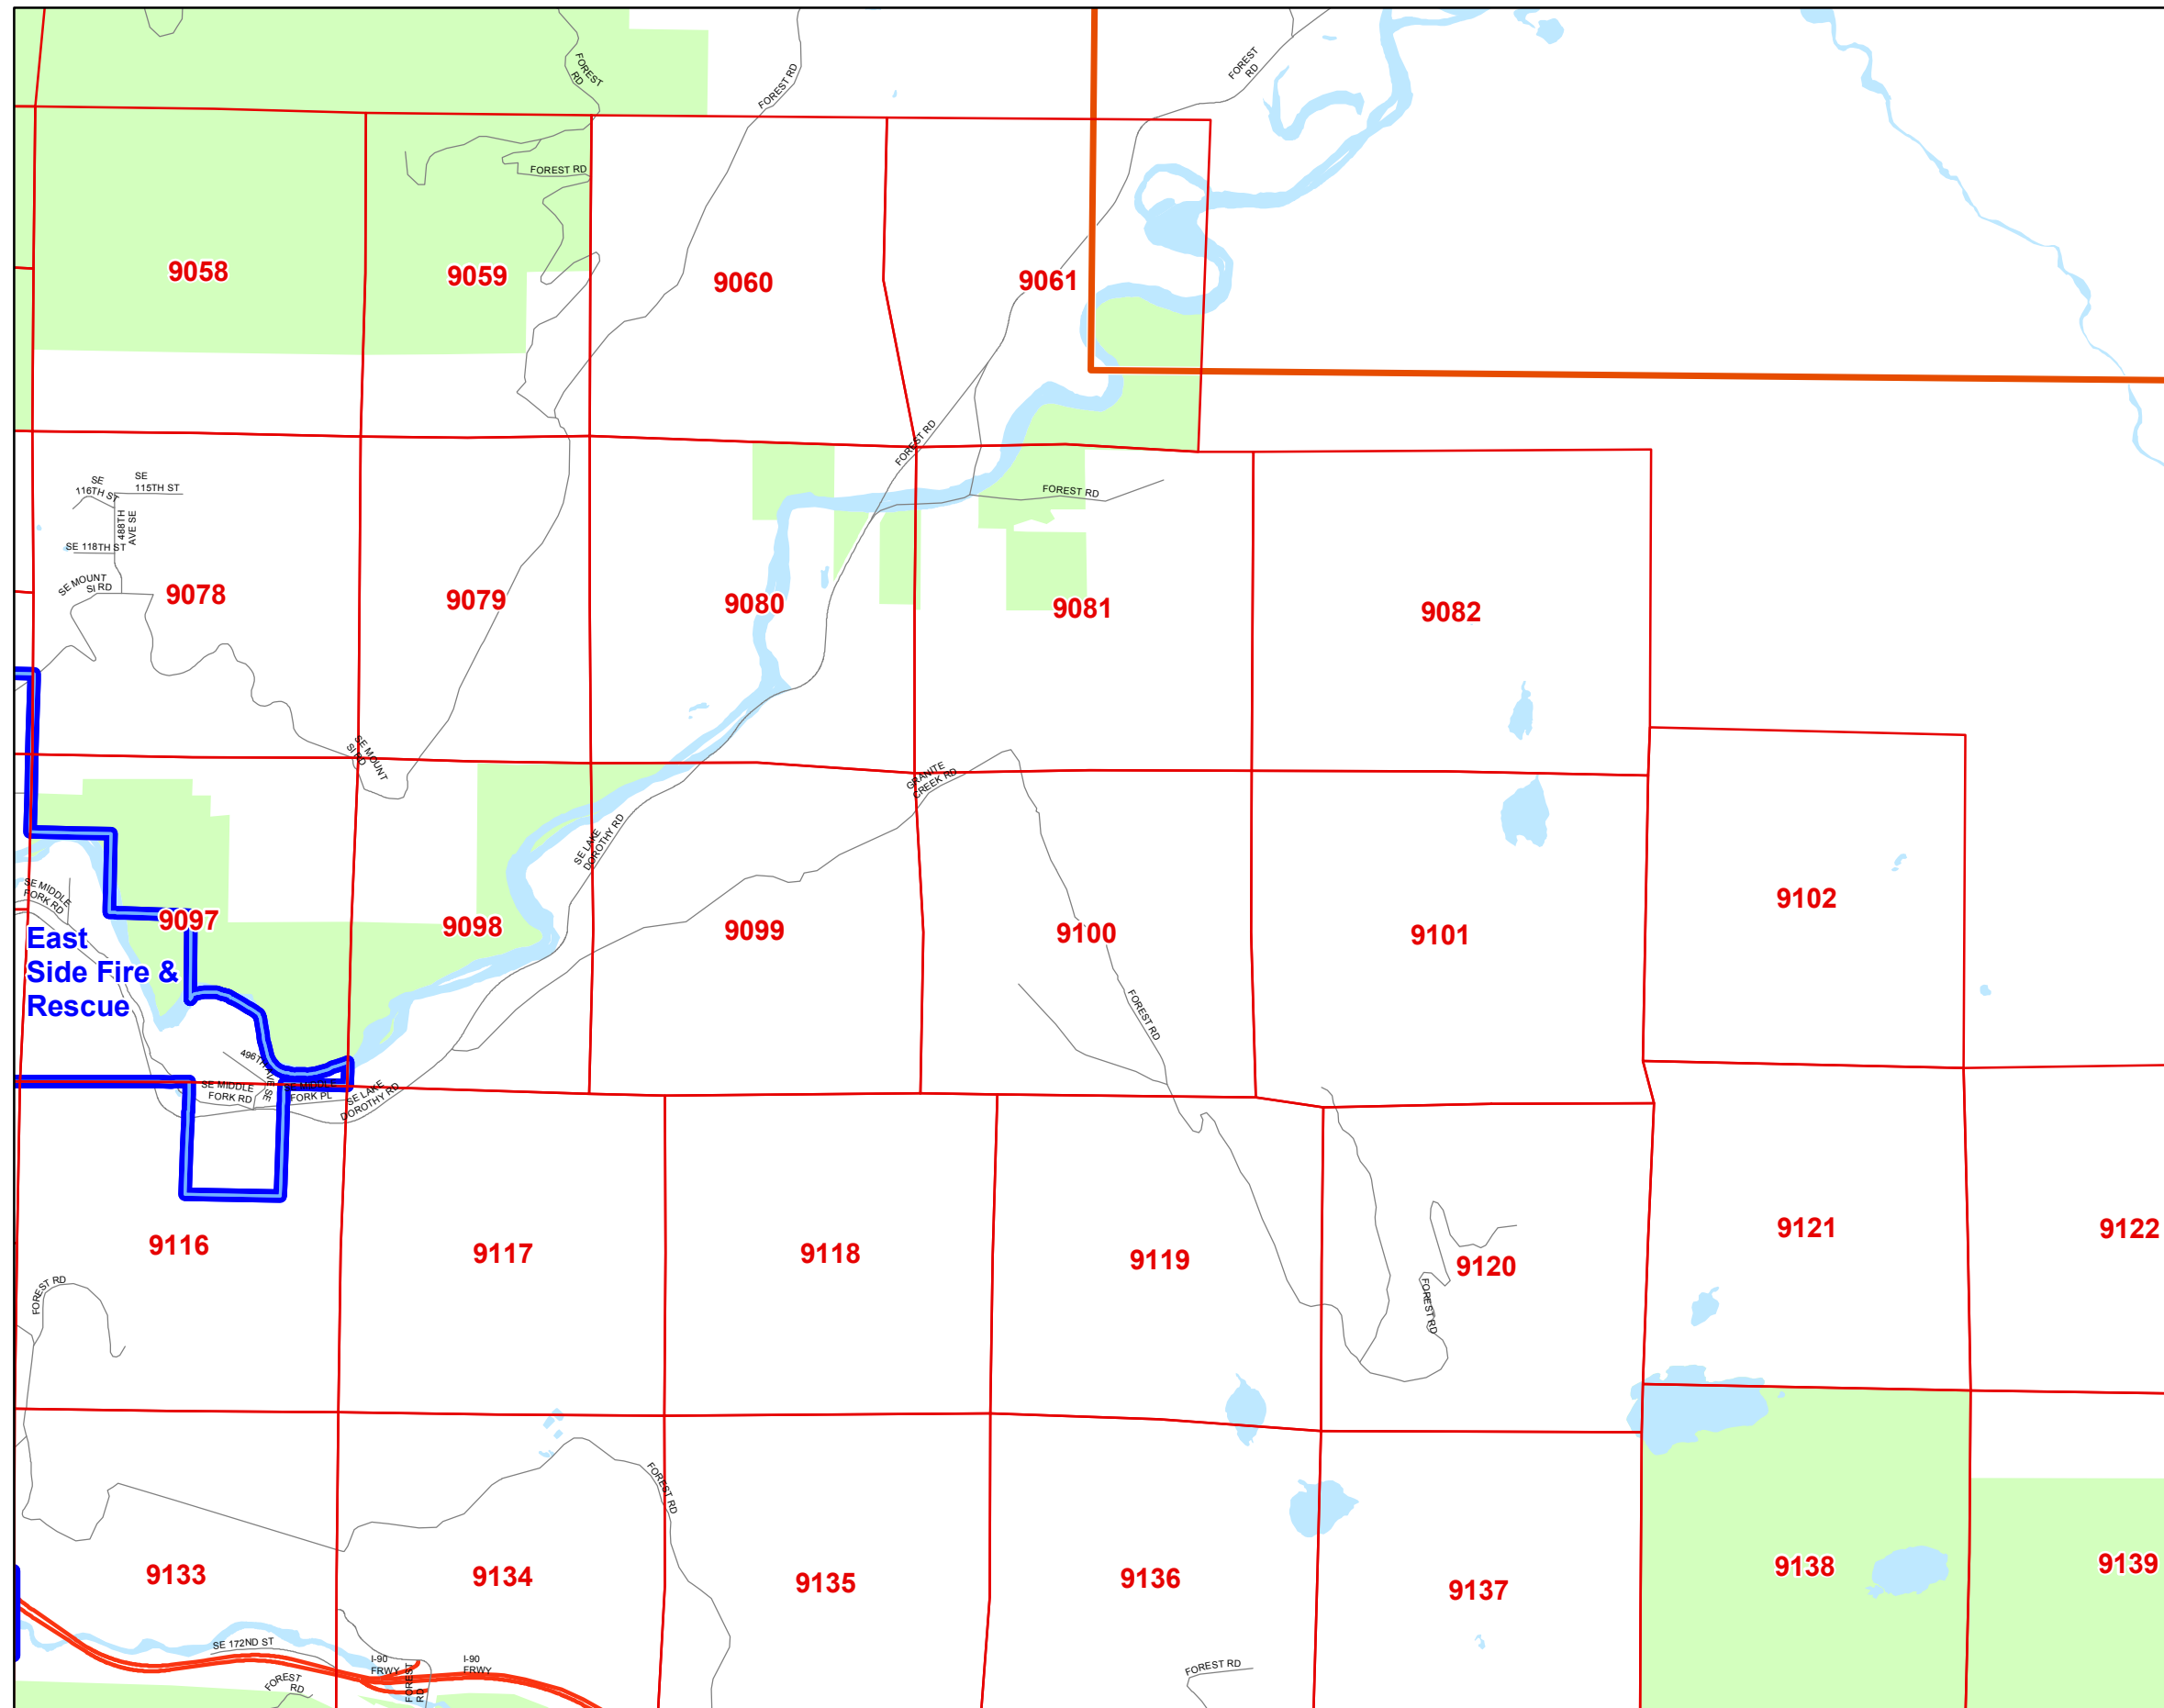 FOREST
RD
FOREST RD
FOREST
RD
FOREST RD
9058
9059
9060
9061
FOREST RD
SE
116TH ST
SE
115TH ST
488TH
AVE SE
SE 118TH ST
SE MOUNT
SI RD
FOREST RD
9078
9079
9080
9081
9082
SE MOUNT
SI RD
GRANITE
CREEK RD
SE LAKE
DOROTHY RD
SE MIDDLE
FORK RD
9097
9098
9099
9100
9101
9102
East
Side Fire &
Rescue
FOREST RD
496TH AVE SE
SE MIDDLE
FORK RD
SE MIDDLE
FORK PL
SE LAKE
DOROTHY RD
9116
9117
9118
9119
9120
9121
9122
FOREST RD
FOREST RD
FOREST RD
9133
9134
9135
9136
9137
9138
9139
SE 172ND ST
I-90
FRWY
I-90
FRWY
FOREST
RD
FOREST
RD
FOREST RD